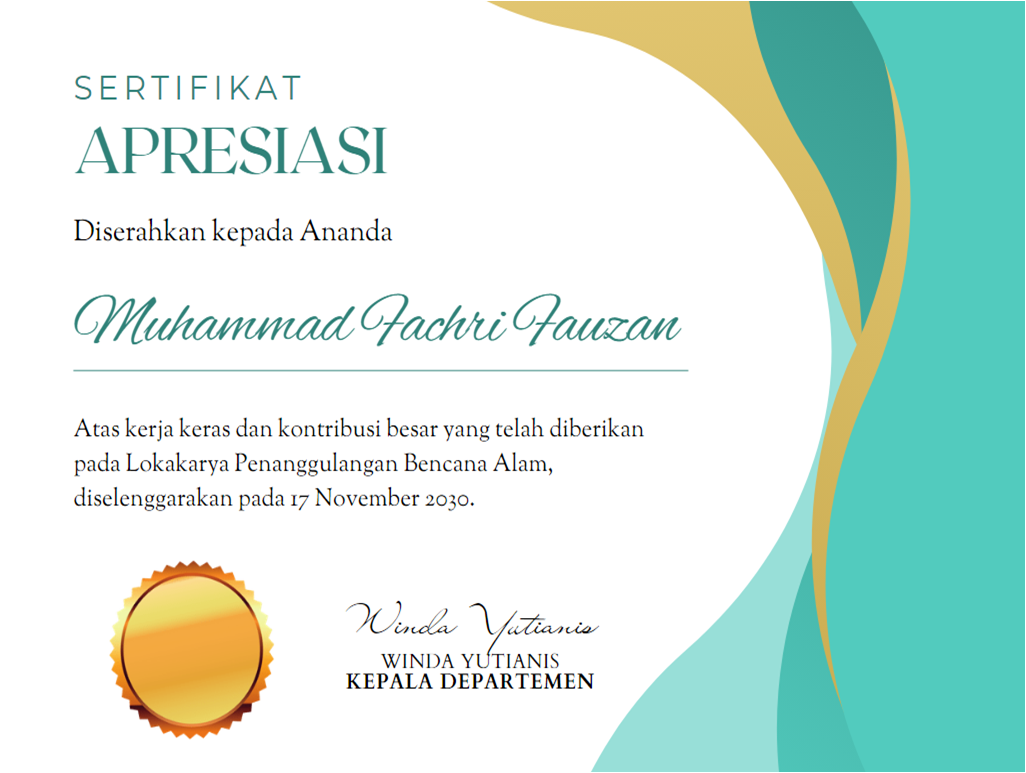 SERTIFIKAT
APRESIASI
Diserahkan kepada Ananda
Muhammad Fachri Fauzan
Atas kerja keras dan kontribusi besar yang telah diberikan
pada Lokakarya Penanggulangan Bencana Alam,
diselenggarakan pada 17 November 2030.
Winda Yutianis
WINDA YUTIANIS
KEPALA DEPARTEMEN